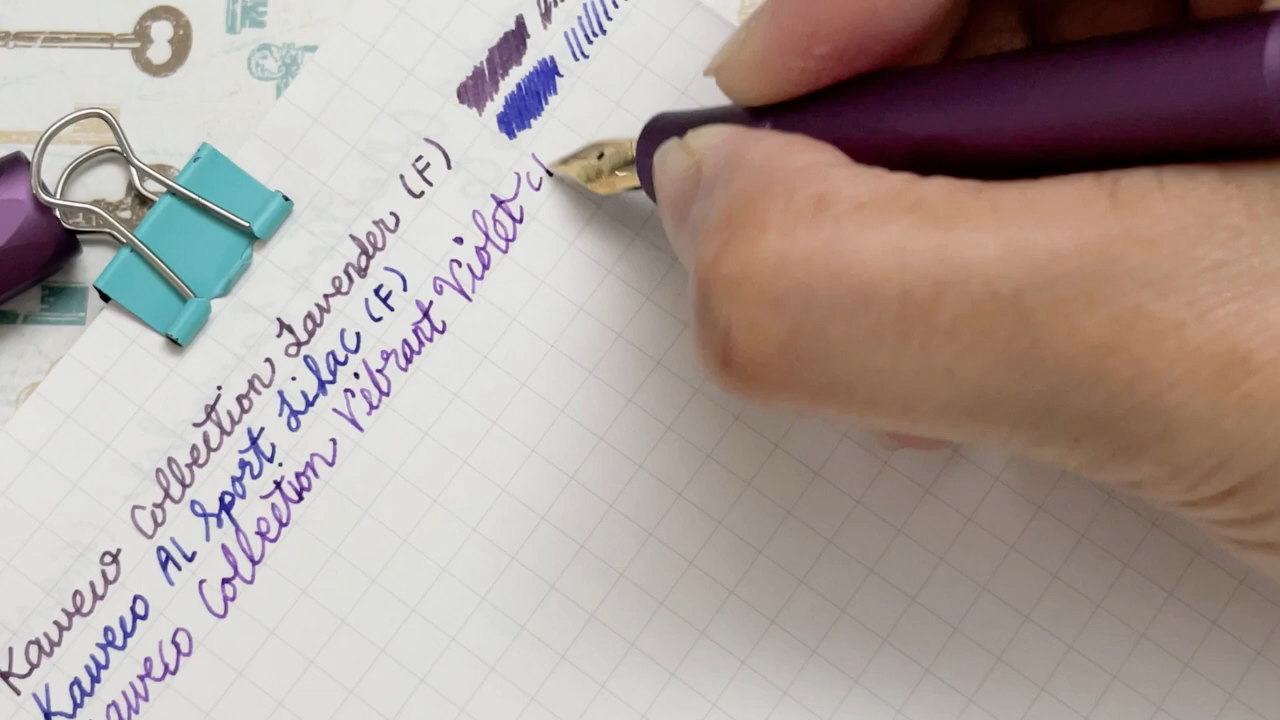 Kaweco Collection Lavender (F)
Kaweco AL Sport Lilac (F)
Kaweco Collection Vibrant Violet (